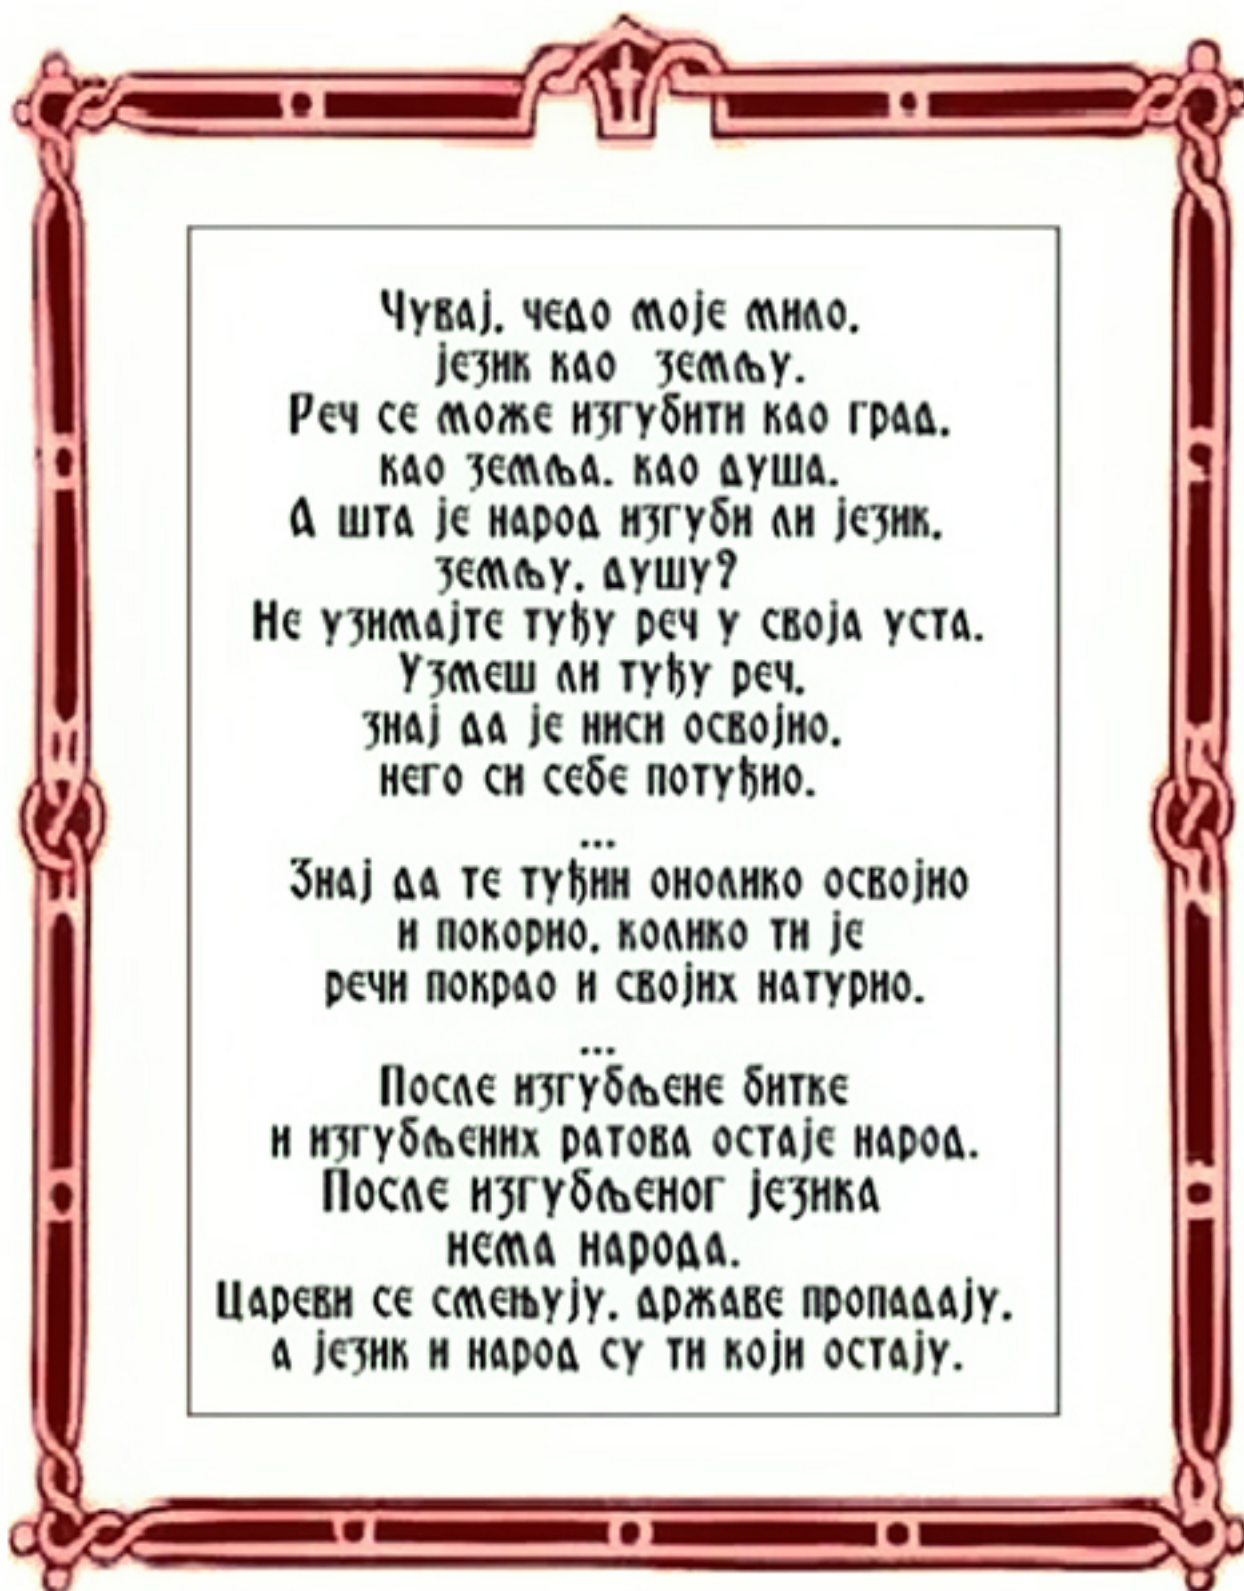 Чувај, чедо моје мило,
језик као земљу.
Реч се може изгубити као град,
као земља, као душа.
А шта је народ изгуби ли језик,
земљу, душу?
Не узимајте туђу реч у своја уста.
Узмеш ли туђу реч,
знај да је ниси освојио,
него си себе потуђио.
...
Знај да те туђин онолико освојио
и покорио, колико ти је
речи покрао и својих натурио.
...
После изгубљене битке
и изгубљених ратова остаје народ.
После изгубљеног језика
нема народа.
Цареви се смењују, државе пропадају,
а језик и народ су ти који остају.